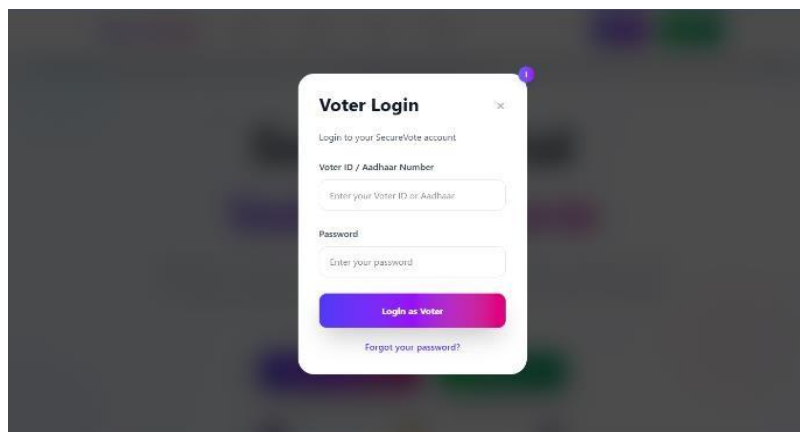 Voter Login
×
Login to your SecureVote account
Voter ID / Aadhaar Number
Enter your Voter ID or Aadhaar
Password
Enter your password
Login as Voter
Forgot your password?